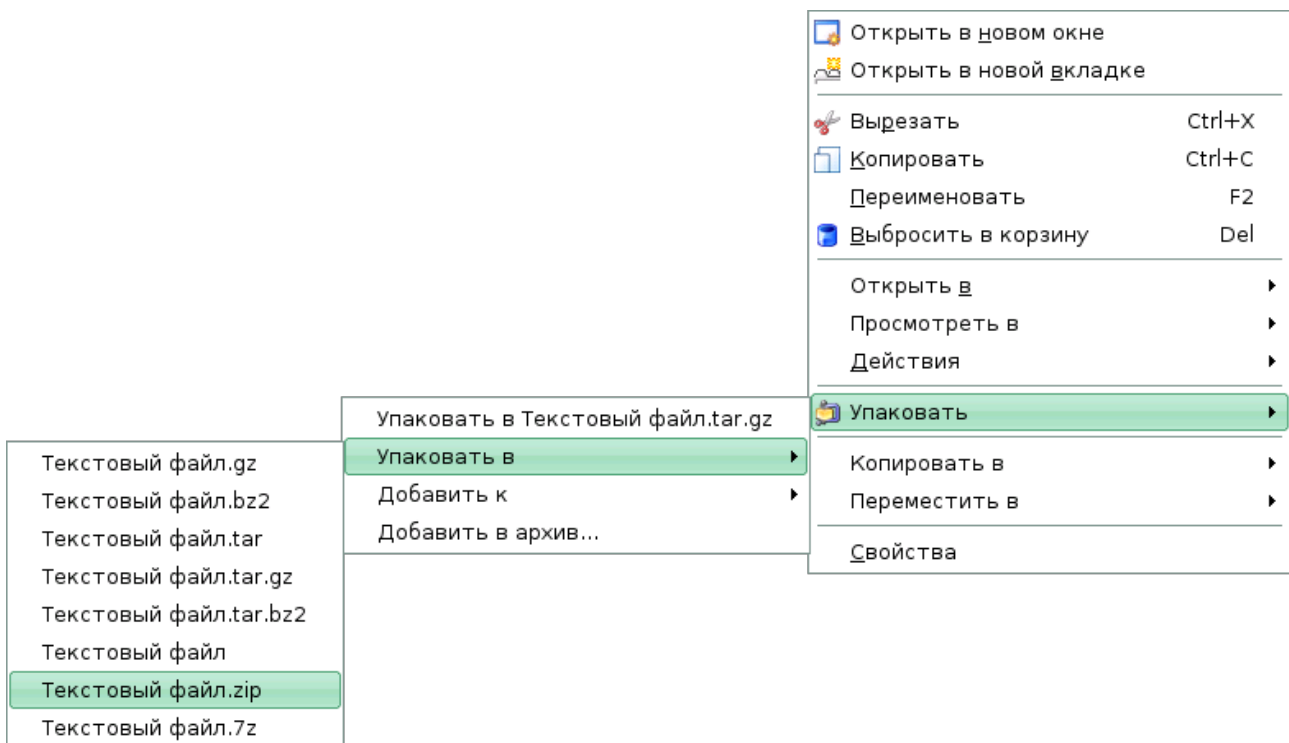 Открыть в новом окне
Открыть в новой вкладке
Вырезать Ctrl+X
Копировать Ctrl+C
Переименовать F2
Выбросить в корзину Del
Открыть в
Просмотреть в
Действия
Упаковать
Копировать в
Переместить в
Свойства
Упаковать в Текстовый файл.tar.gz
Упаковать в
Добавить к
Добавить в архив...
Текстовый файл.gz
Текстовый файл.bz2
Текстовый файл.tar
Текстовый файл.tar.gz
Текстовый файл.tar.bz2
Текстовый файл
Текстовый файл.zip
Текстовый файл.7z